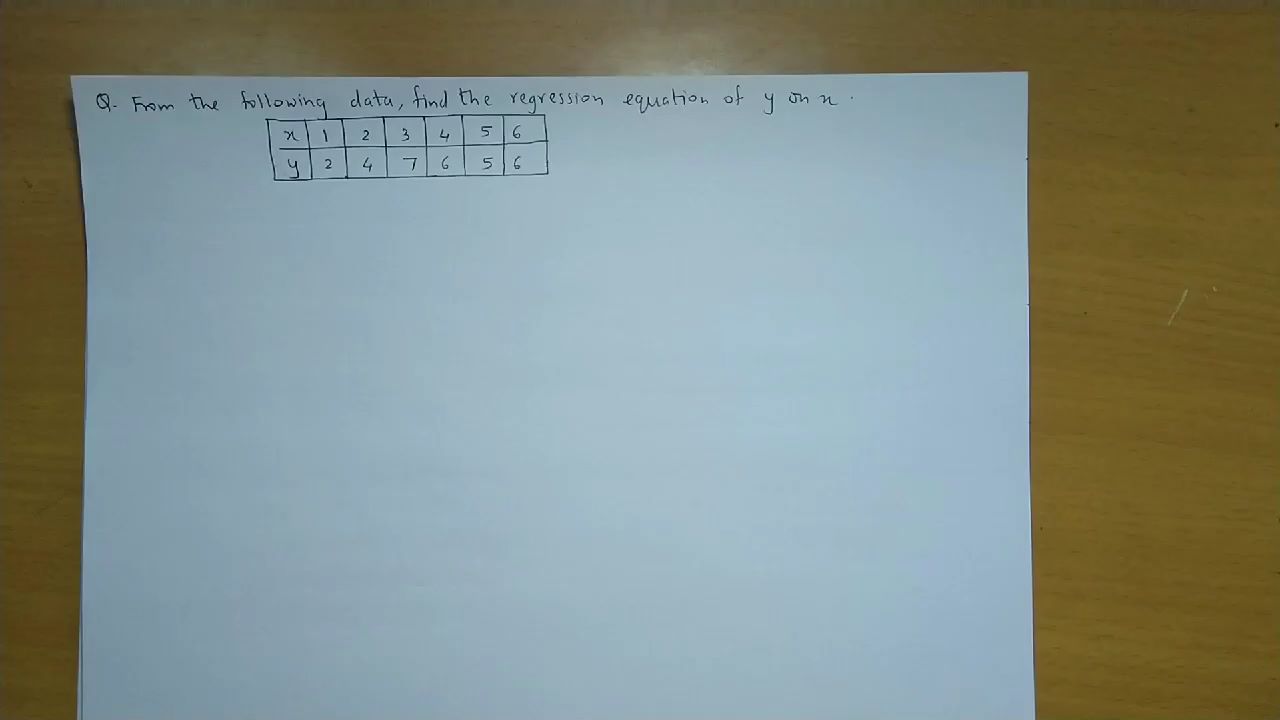 Q. From the following data, find the regression equation of y on x.
x 1 2 3 4 5 6
y 2 4 7 6 5 6